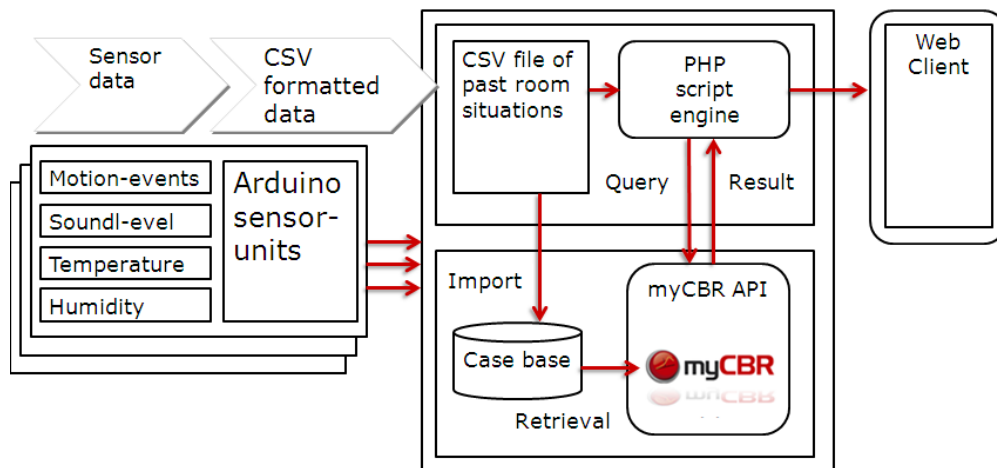 Sensor
data
CSV
formatted
data
CSV file of
past room
situations
PHP
script
engine
Web
Client
Motion-events
Soundl-evel
Temperature
Humidity
Arduino
sensor-
units
Query
Result
Import
myCBR API
Case base
myCBR
Retrieval